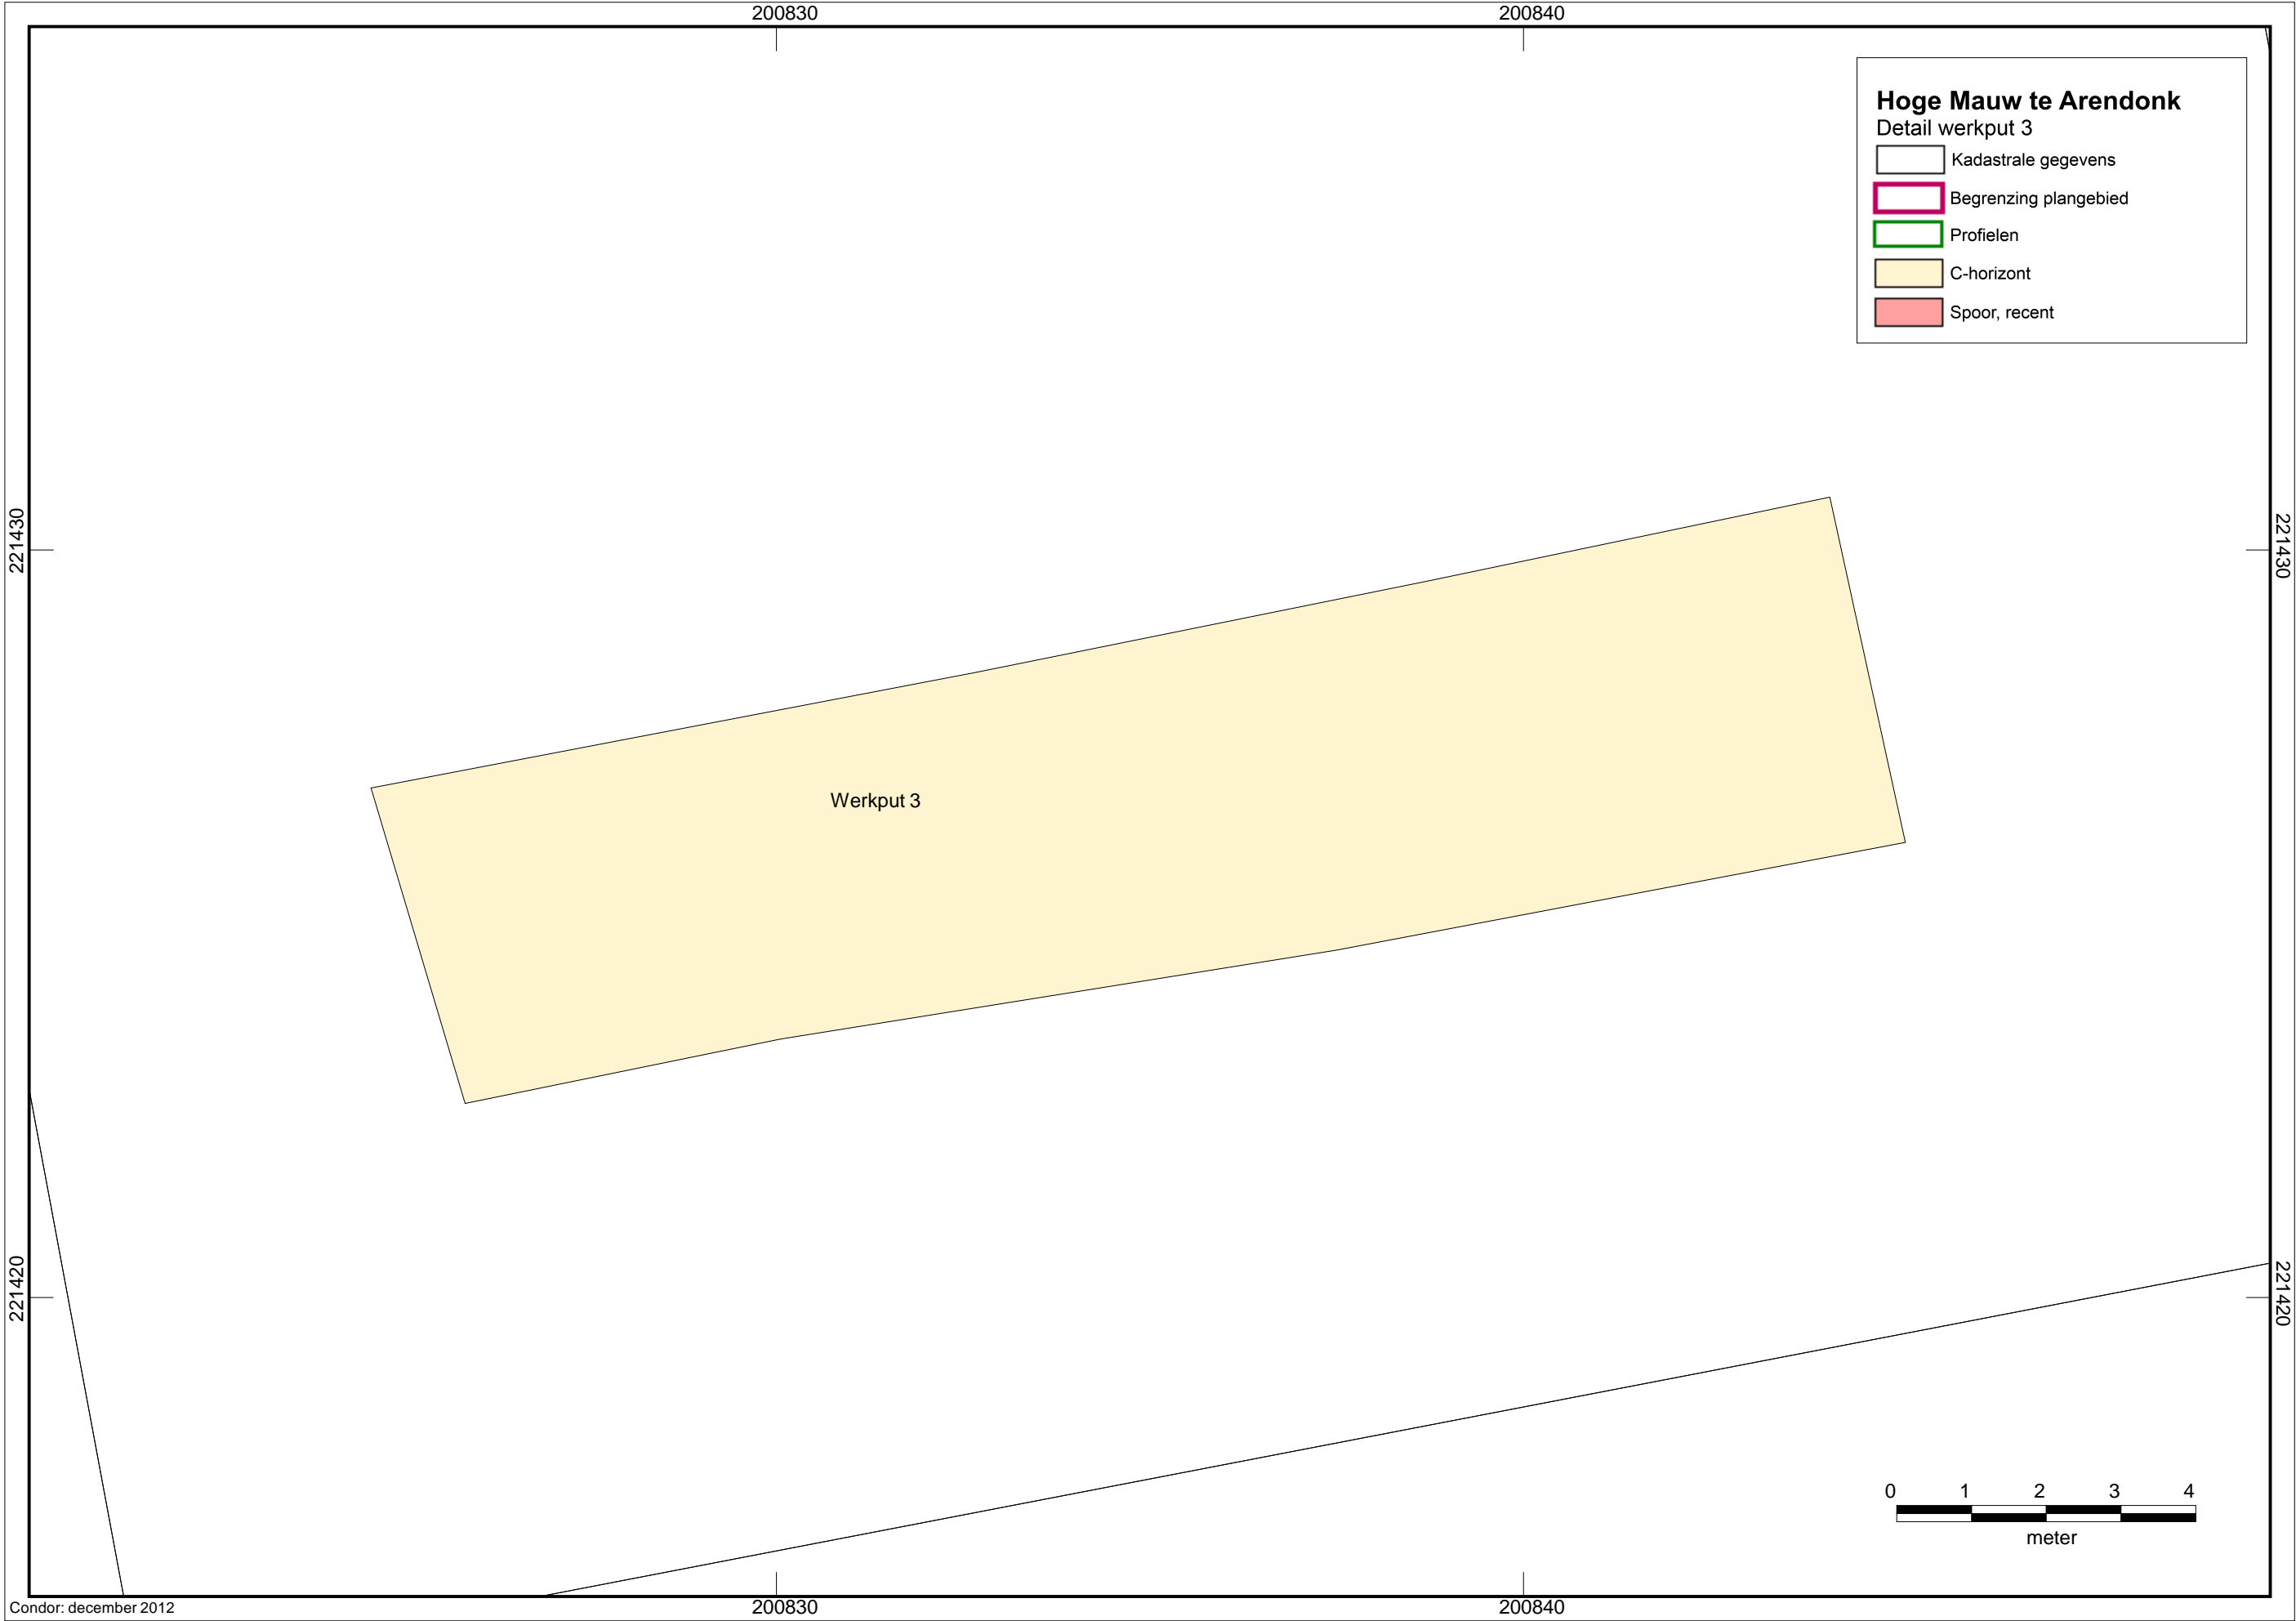 200830
200840
Hoge Mauw te Arendonk
Detail werkput 3
Kadastrale gegevens
Begrenzing plangebied
Profielen
C-horizont
Spoor, recent
221430
221430
Werkput 3
221420
221420
0 1 2 3 4
meter
Condor: december 2012
200830
200840